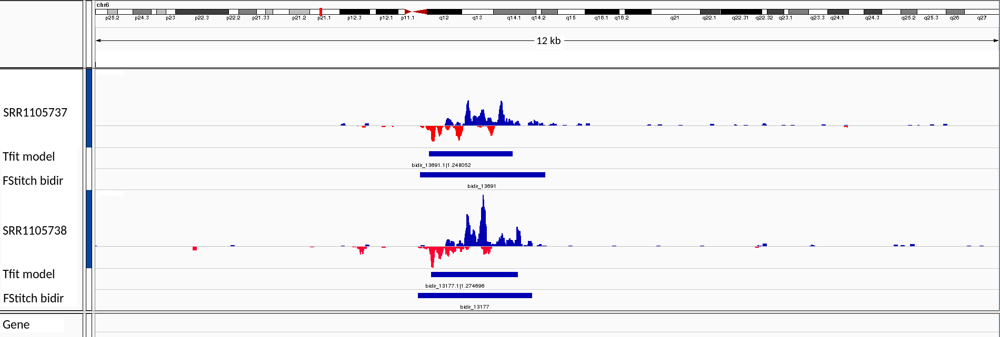 chr6
p25.2 p24.3 p23 p22.3 p22.2 p21.33 p21.2 p21.1 p12.3 p12.1 p11.1 q12 q13 q14.1 q14.2 q15 q16.1 q16.2 q21 q22.1 q22.31 q22.32 q23.1 q23.3 q24.1 q24.3 q25.2 q25.3 q26 q27
12 kb
SRR1105737
Tfit model
bidir_13691.1|1.248052
FStitch bidir
bidir_13691
SRR1105738
Tfit model
bidir_13177.1|1.274696
FStitch bidir
bidir_13177
Gene